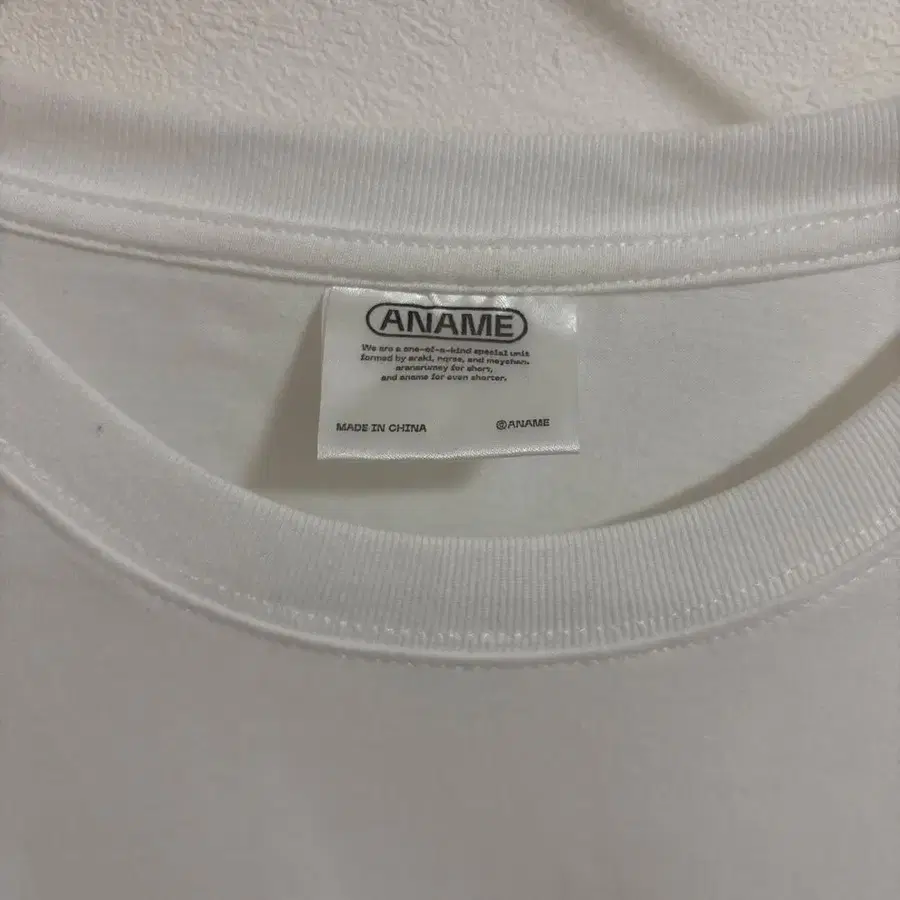 ANAME
We are a one-of-a-kind special unit
formed by araki, nqrse, and meychan.
aranarumey for short,
and aname for even shorter.
MADE IN CHINA
©ANAME